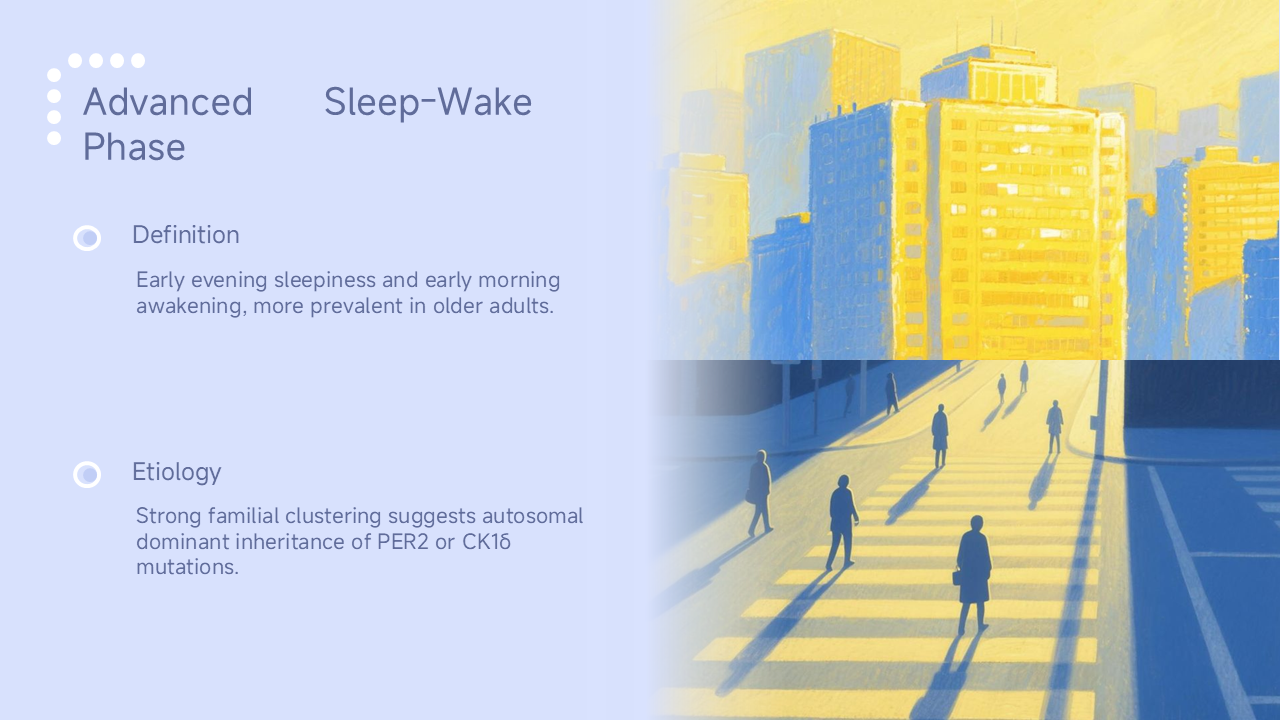 Advanced Sleep-Wake
Phase
Definition
Early evening sleepiness and early morning
awakening, more prevalent in older adults.
Etiology
Strong familial clustering suggests autosomal
dominant inheritance of PER2 or CK1δ
mutations.